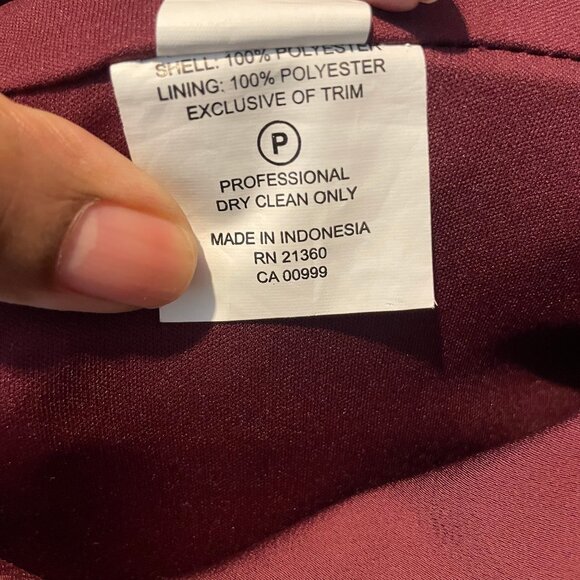 SHELL: 100% POLYESTER
LINING: 100% POLYESTER
EXCLUSIVE OF TRIM
P
PROFESSIONAL
DRY CLEAN ONLY
MADE IN INDONESIA
RN 21360
CA 00999